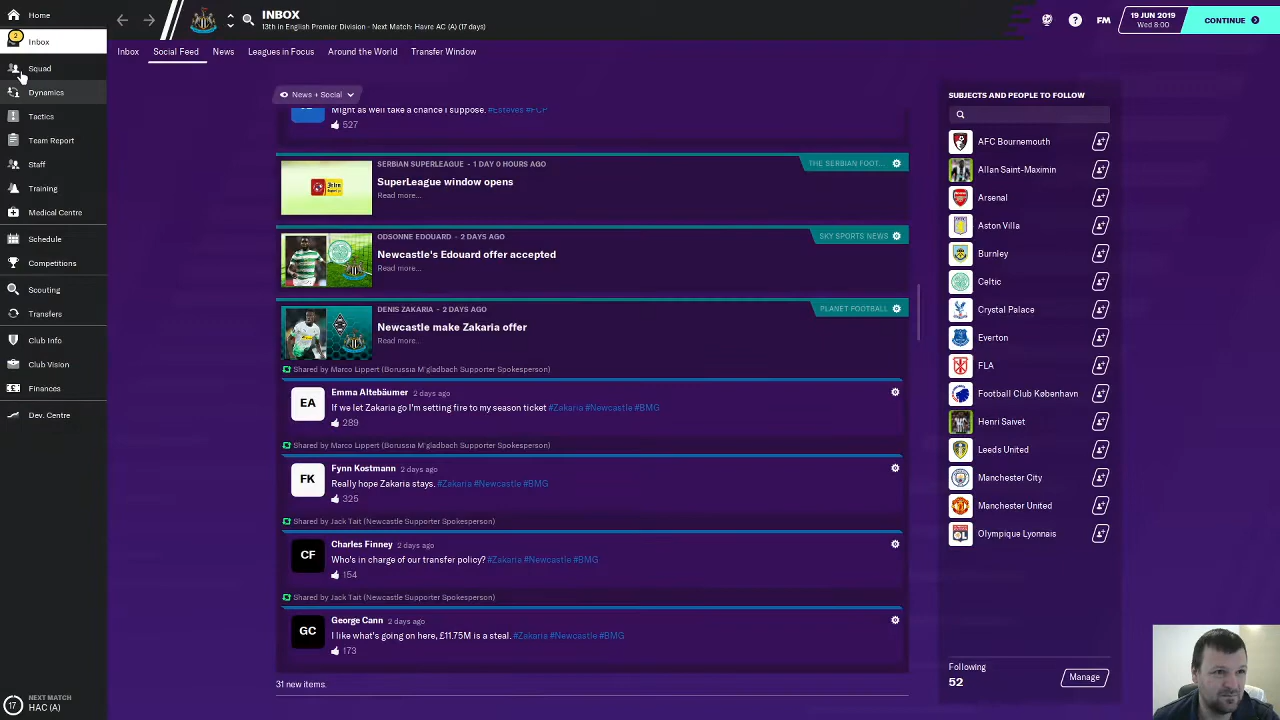 Home
2
Inbox
Squad
Dynamics
Tactics
Team Report
Staff
Training
Medical Centre
Schedule
Competitions
Scouting
Transfers
Club Info
Club Vision
Finances
Dev. Centre
17
NEXT MATCH
HAC (A)
INBOX
13th in English Premier Division - Next Match: Havre AC (A) (17 days)
?
FM
19 JUN 2019
Wed 8:00
CONTINUE
Inbox
Social Feed
News
Leagues in Focus
Around the World
Transfer Window
News + Social
Might as well take a chance I suppose. #Esteves #FCP
527
SERBIAN SUPERLEAGUE - 1 DAY 0 HOURS AGO
THE SERBIAN FOOT...
SuperLeague window opens
Read more...
ODSONNE EDOUARD - 2 DAYS AGO
SKY SPORTS NEWS
Newcastle's Edouard offer accepted
Read more...
DENIS ZAKARIA - 2 DAYS AGO
PLANET FOOTBALL
Newcastle make Zakaria offer
Read more...
Shared by Marco Lippert (Borussia M'gladbach Supporter Spokesperson)
EA
Emma Altebäumer 2 days ago
If we let Zakaria go I'm setting fire to my season ticket #Zakaria #Newcastle #BMG
289
Shared by Marco Lippert (Borussia M'gladbach Supporter Spokesperson)
FK
Fynn Kostmann 2 days ago
Really hope Zakaria stays. #Zakaria #Newcastle #BMG
325
Shared by Jack Tait (Newcastle Supporter Spokesperson)
CF
Charles Finney 2 days ago
Who's in charge of our transfer policy? #Zakaria #Newcastle #BMG
154
Shared by Jack Tait (Newcastle Supporter Spokesperson)
GC
George Cann 2 days ago
I like what's going on here, £11.75M is a steal. #Zakaria #Newcastle #BMG
173
31 new items.
SUBJECTS AND PEOPLE TO FOLLOW
AFC Bournemouth
Allan Saint-Maximin
Arsenal
Aston Villa
Burnley
Celtic
Crystal Palace
Everton
FLA
Football Club København
Henri Saivet
Leeds United
Manchester City
Manchester United
Olympique Lyonnais
Following
52
Manage